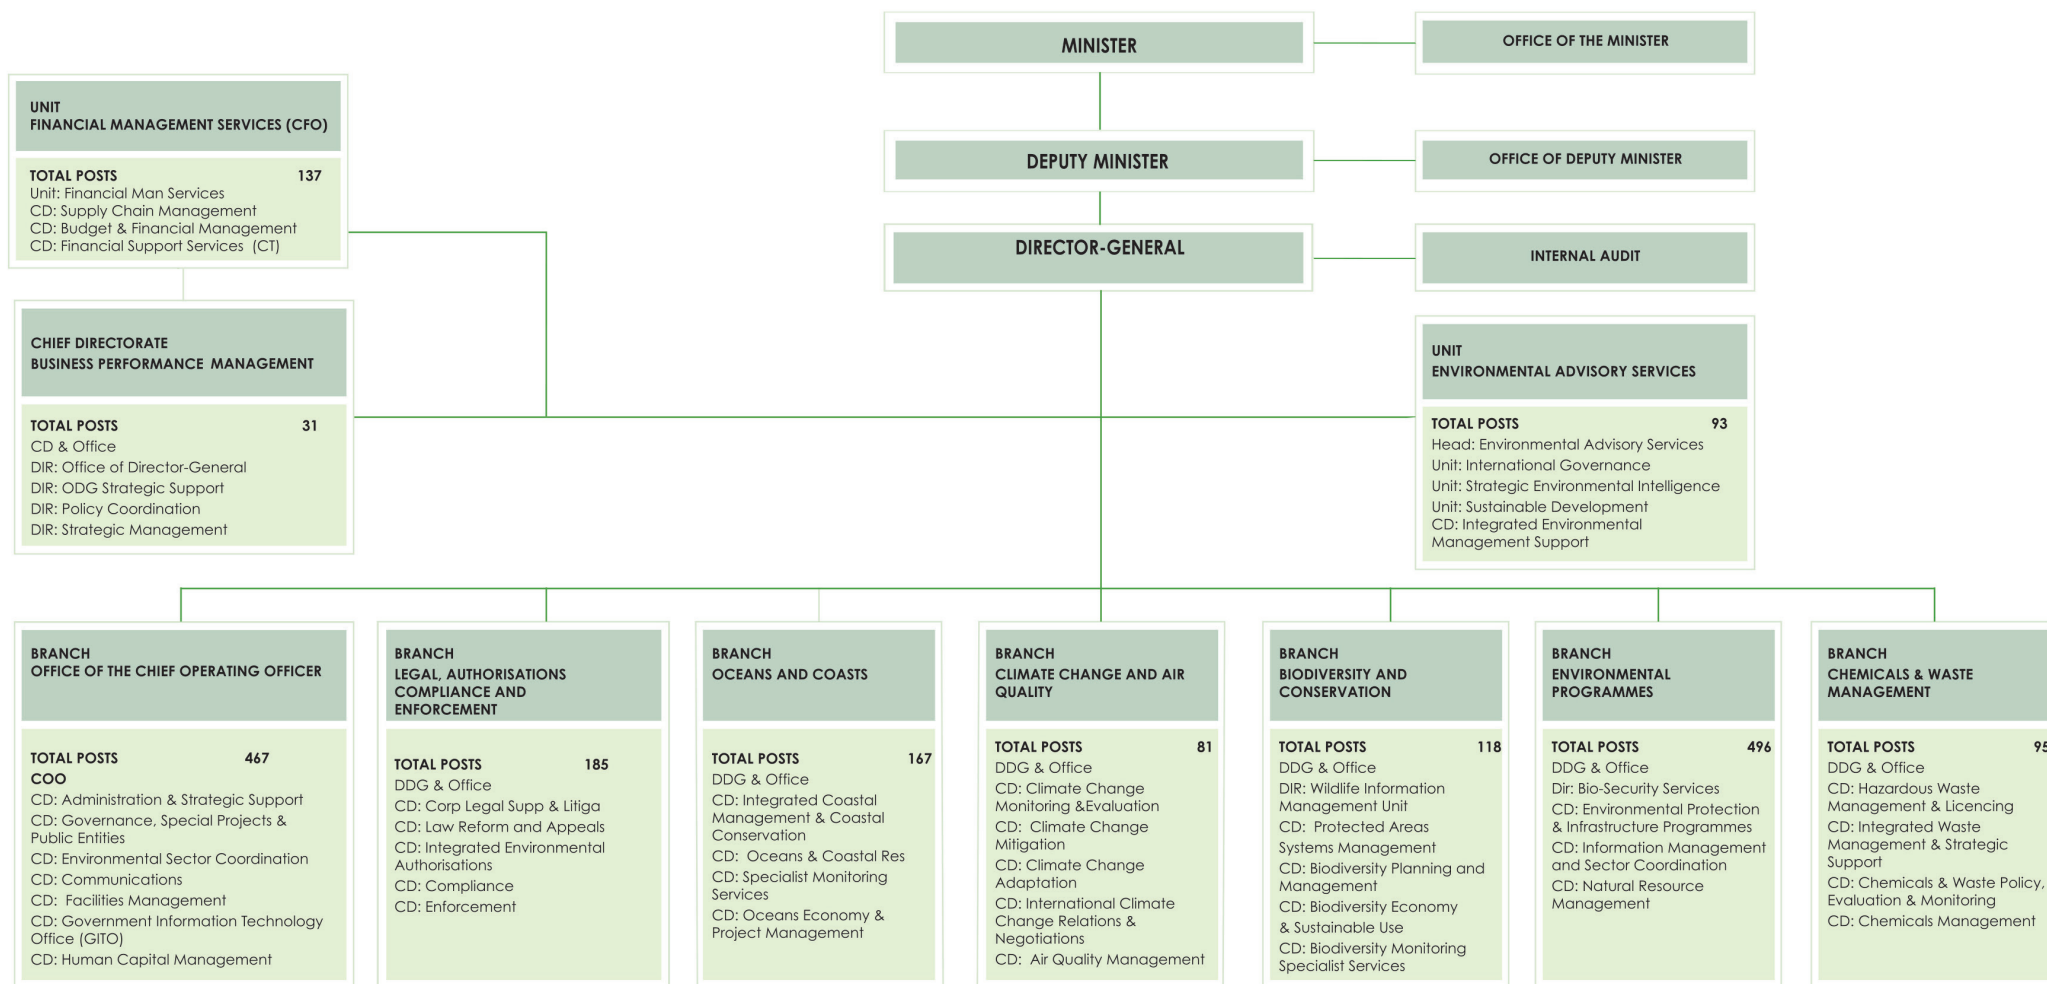 MINISTER
OFFICE OF THE MINISTER
DEPUTY MINISTER
OFFICE OF DEPUTY MINISTER
DIRECTOR-GENERAL
INTERNAL AUDIT
UNIT
FINANCIAL MANAGEMENT SERVICES (CFO)
TOTAL POSTS 137
Unit: Financial Man Services
CD: Supply Chain Management
CD: Budget & Financial Management
CD: Financial Support Services (CT)
CHIEF DIRECTORATE
BUSINESS PERFORMANCE MANAGEMENT
TOTAL POSTS 31
CD & Office
DIR: Office of Director-General
DIR: ODG Strategic Support
DIR: Policy Coordination
DIR: Strategic Management
UNIT
ENVIRONMENTAL ADVISORY SERVICES
TOTAL POSTS 93
Head: Environmental Advisory Services
Unit: International Governance
Unit: Strategic Environmental Intelligence
Unit: Sustainable Development
CD: Integrated Environmental
Management Support
BRANCH
OFFICE OF THE CHIEF OPERATING OFFICER
TOTAL POSTS 467
COO
CD: Administration & Strategic Support
CD: Governance, Special Projects &
Public Entities
CD: Environmental Sector Coordination
CD: Communications
CD: Facilities Management
CD: Government Information Technology
Office (GITO)
CD: Human Capital Management
BRANCH
LEGAL, AUTHORISATIONS
COMPLIANCE AND
ENFORCEMENT
TOTAL POSTS 185
DDG & Office
CD: Corp Legal Supp & Litiga
CD: Law Reform and Appeals
CD: Integrated Environmental
Authorisations
CD: Compliance
CD: Enforcement
BRANCH
OCEANS AND COASTS
TOTAL POSTS 167
DDG & Office
CD: Integrated Coastal
Management & Coastal
Conservation
CD: Oceans & Coastal Res
CD: Specialist Monitoring
Services
CD: Oceans Economy &
Project Management
BRANCH
CLIMATE CHANGE AND AIR
QUALITY
TOTAL POSTS 81
DDG & Office
CD: Climate Change
Monitoring &Evaluation
CD: Climate Change
Mitigation
CD: Climate Change
Adaptation
CD: International Climate
Change Relations &
Negotiations
CD: Air Quality Management
BRANCH
BIODIVERSITY AND
CONSERVATION
TOTAL POSTS 118
DDG & Office
DIR: Wildlife Information
Management Unit
CD: Protected Areas
Systems Management
CD: Biodiversity Planning and
Management
CD: Biodiversity Economy
& Sustainable Use
CD: Biodiversity Monitoring
Specialist Services
BRANCH
ENVIRONMENTAL
PROGRAMMES
TOTAL POSTS 496
DDG & Office
Dir: Bio-Security Services
CD: Environmental Protection
& Infrastructure Programmes
CD: Information Management
and Sector Coordination
CD: Natural Resource
Management
BRANCH
CHEMICALS & WASTE
MANAGEMENT
TOTAL POSTS 95
DDG & Office
CD: Hazardous Waste
Management & Licencing
CD: Integrated Waste
Management & Strategic
Support
CD: Chemicals & Waste Policy,
Evaluation & Monitoring
CD: Chemicals Management